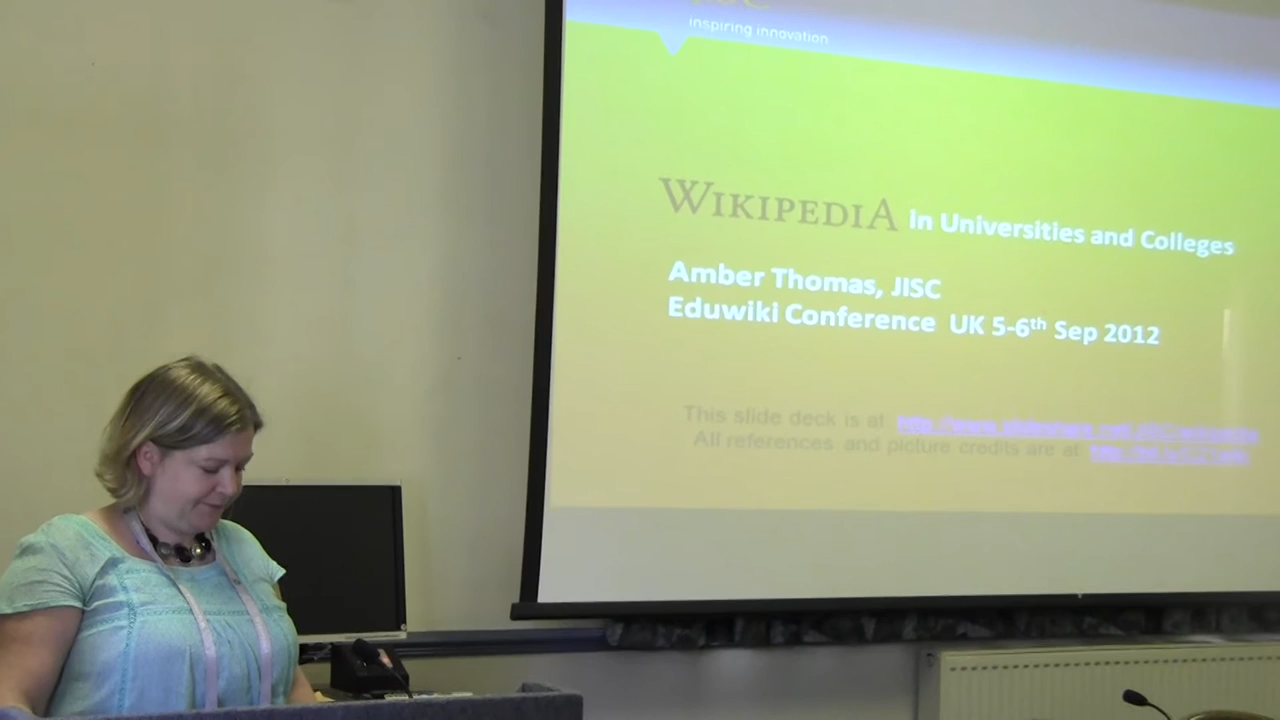 inspiring innovation
WIKIPEDIA In Universities and Colleges
Amber Thomas, JISC
Eduwiki Conference UK 5-6th Sep 2012
This slide deck is at
All references and picture credits are at